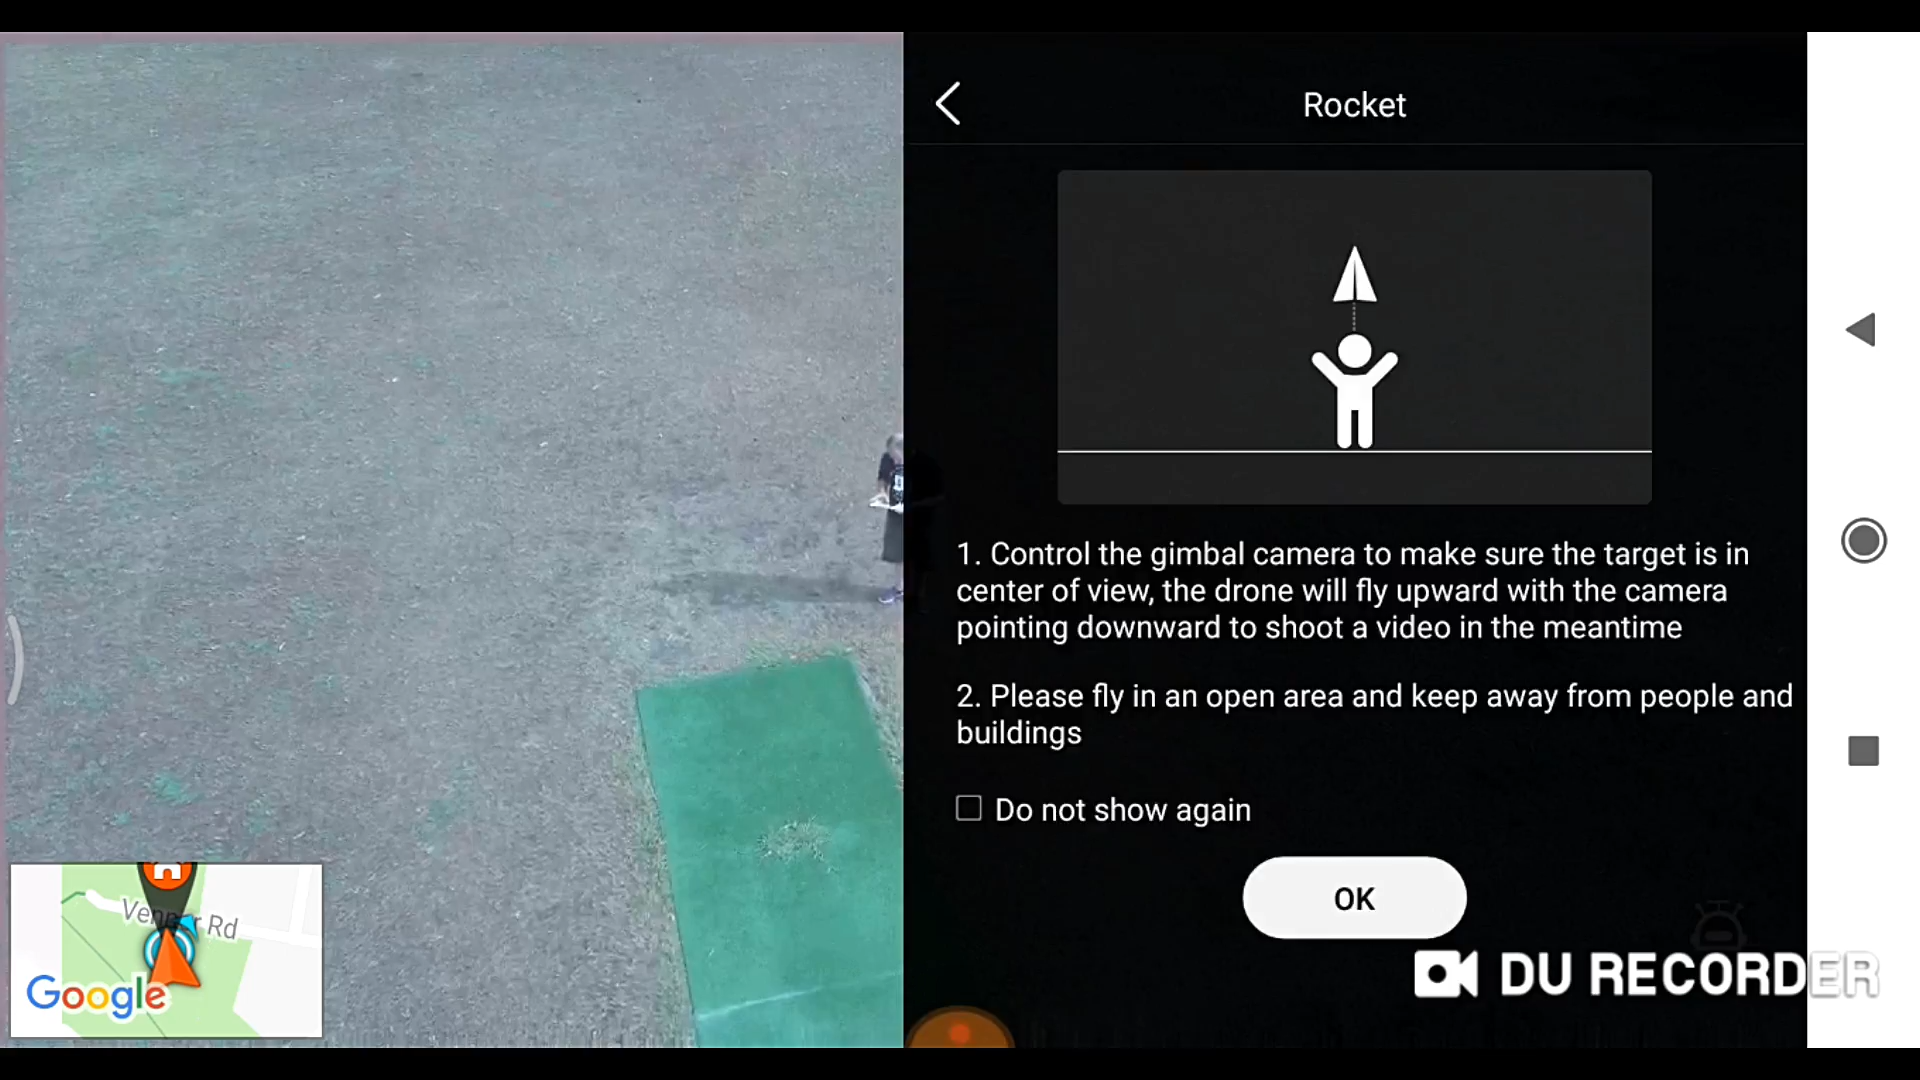 Rocket
1. Control the gimbal camera to make sure the target is in
center of view, the drone will fly upward with the camera
pointing downward to shoot a video in the meantime
2. Please fly in an open area and keep away from people and
buildings
Do not show again
OK
Rd
Google
DU RECORDER